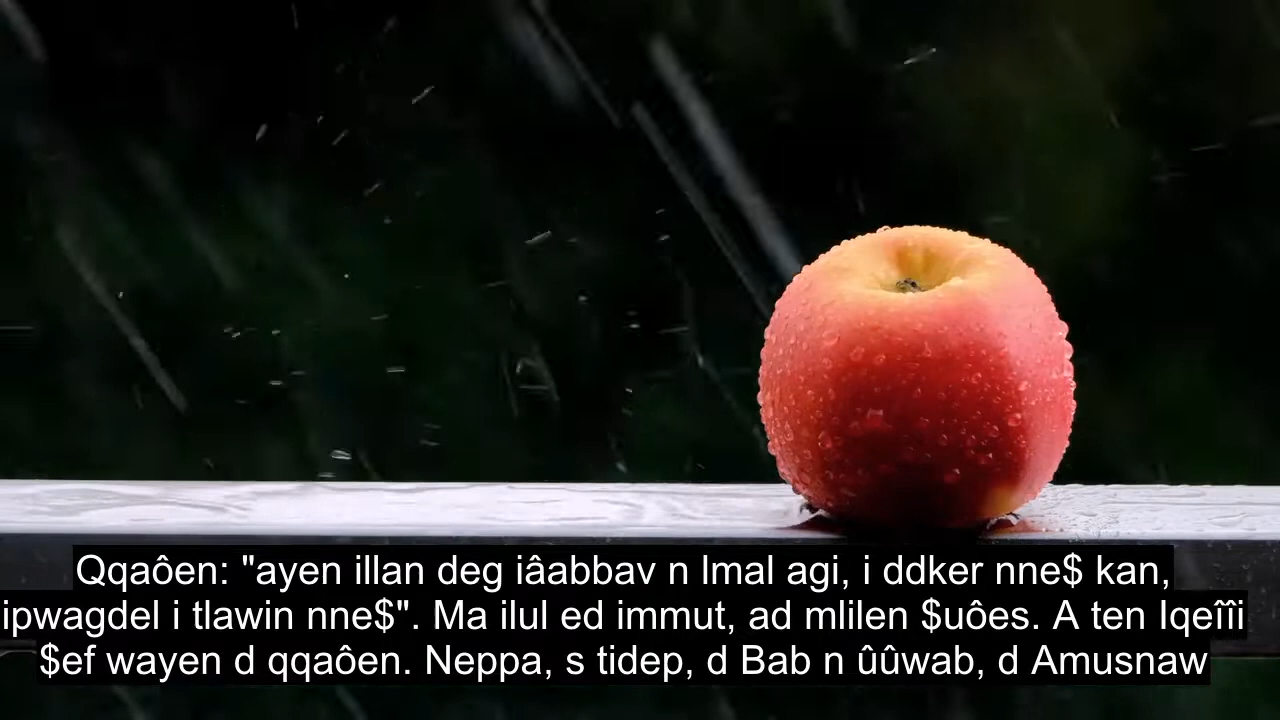 Qqaôen: "ayen illan deg iâabbav n lmal agi, i ddker nne$ kan,
ipwagdel i tlawin nne$". Ma ilul ed immut, ad mlilen $uôes. A ten Iqeîîi
$ef wayen d qqaôen. Neppa, s tidep, d Bab n ûûwab, d Amusnaw